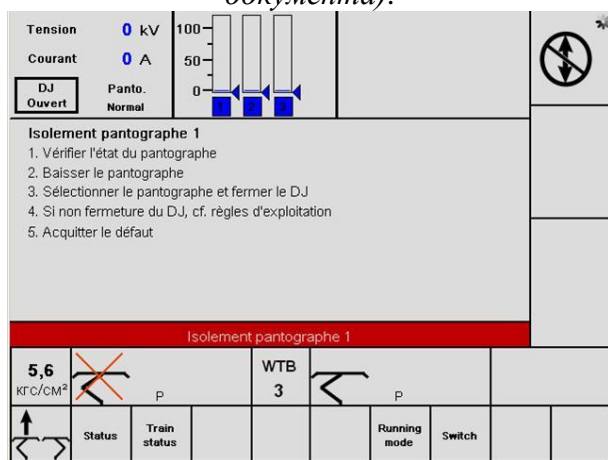 документа).
Tension 0 kV
Courant 0 A
DJ Ouvert
Panto. Normal
100
50
0
1 2 3
Isolement pantographe 1
1. Vérifier l'état du pantographe
2. Baisser le pantographe
3. Sélectionner le pantographe et fermer le DJ
4. Si non fermeture du DJ, cf. règles d'exploitation
5. Acquitter le défaut
Isolement pantographe 1
5,6
кгс/см²
P
WTB
3
P
Status
Train
status
Running
mode
Switch